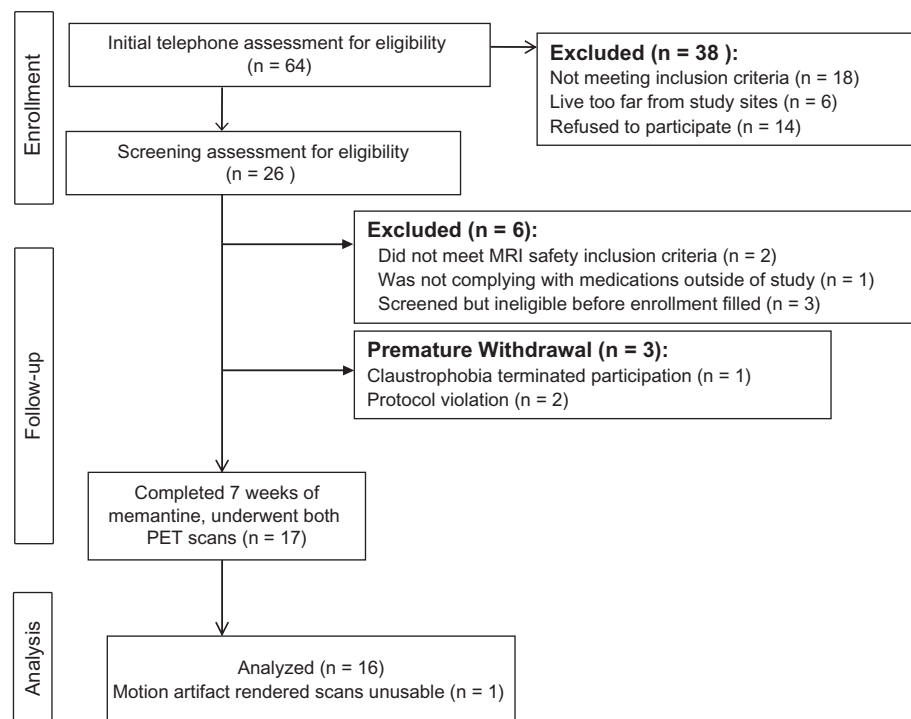 Enrollment
Initial telephone assessment for eligibility
(n = 64)
Excluded (n = 38 ):
Not meeting inclusion criteria (n = 18)
Live too far from study sites (n = 6)
Refused to participate (n = 14)
Screening assessment for eligibility
(n = 26 )
Follow-up
Excluded (n = 6):
Did not meet MRI safety inclusion criteria (n = 2)
Was not complying with medications outside of study (n = 1)
Screened but ineligible before enrollment filled (n = 3)
Premature Withdrawal (n = 3):
Claustrophobia terminated participation (n = 1)
Protocol violation (n = 2)
Completed 7 weeks of
memantine, underwent both
PET scans (n = 17)
Analysis
Analyzed (n = 16)
Motion artifact rendered scans unusable (n = 1)